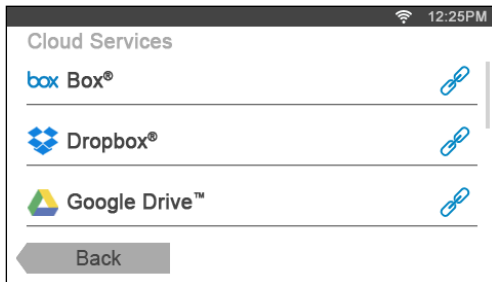 12:25PM
Cloud Services
box Box®
Dropbox®
Google Drive™
Back